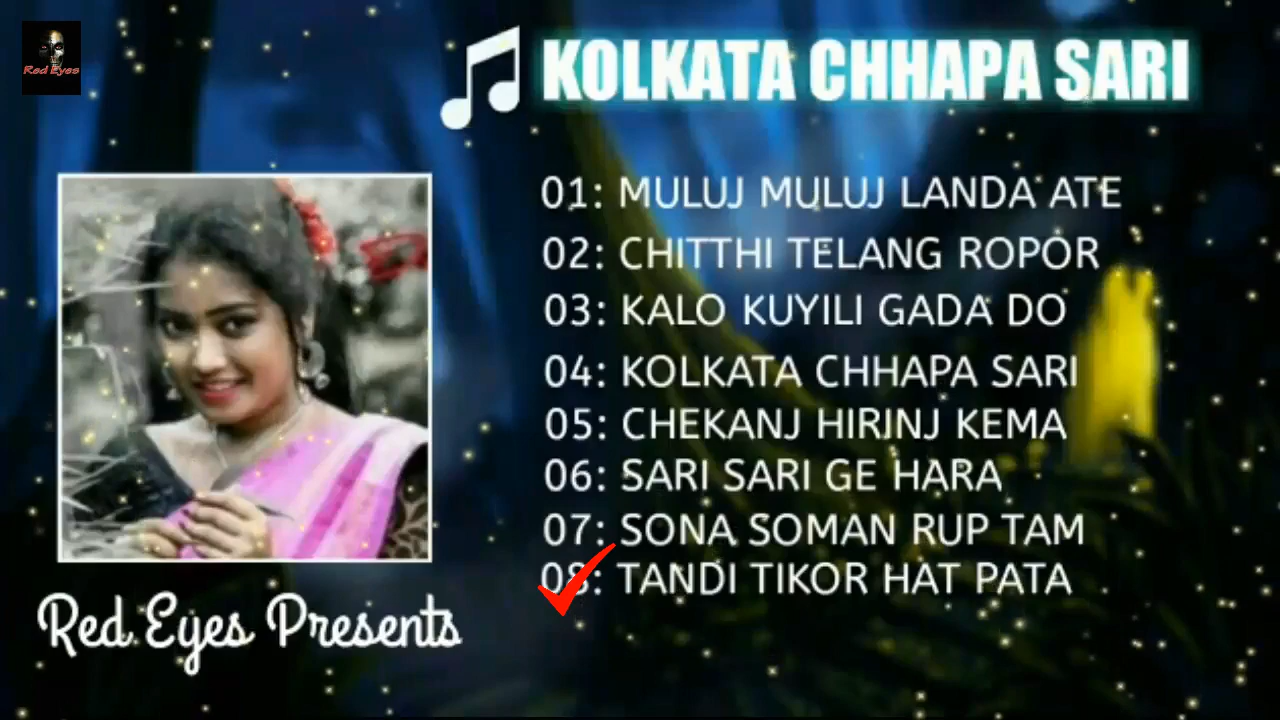 Red Eyes
KOLKATA CHHAPA SARI
01: MULUJ MULUJ LANDA ATE
02: CHITTHI TELANG ROPOR
03: KALO KUYILI GADA DO
04: KOLKATA CHHAPA SARI
05: CHEKANJ HIRINJ KEMA
06: SARI SARI GE HARA
07: SONA SOMAN RUP TAM
08: TANDI TIKOR HAT PATA
Red Eyes Presents